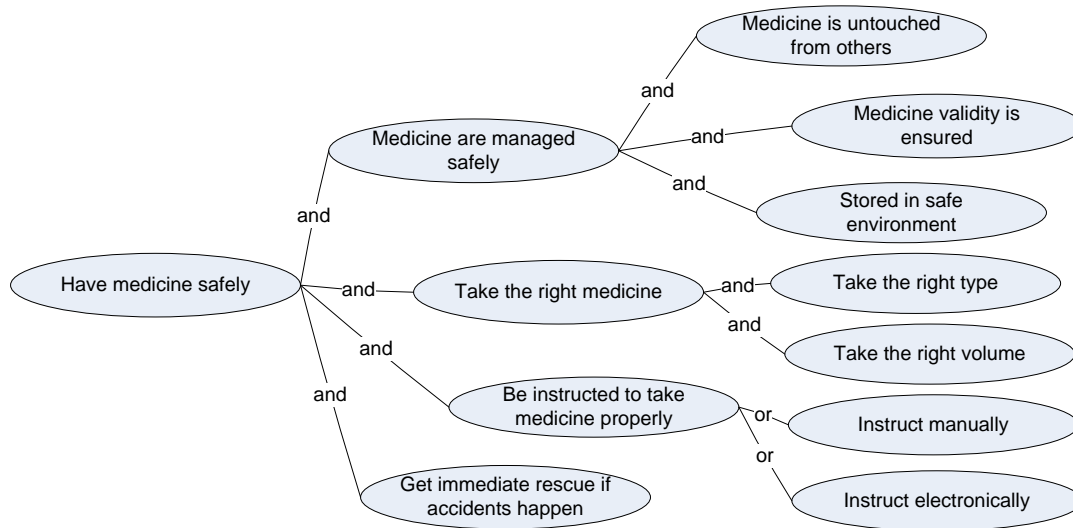 Medicine is untouched
from others
and
Medicine validity is
ensured
and
Medicine are managed
safely
and
Stored in safe
environment
and
Have medicine safely
and
Take the right medicine
and
Take the right type
and
Take the right volume
and
Be instructed to take
medicine properly
or
Instruct manually
or
Instruct electronically
and
Get immediate rescue if
accidents happen